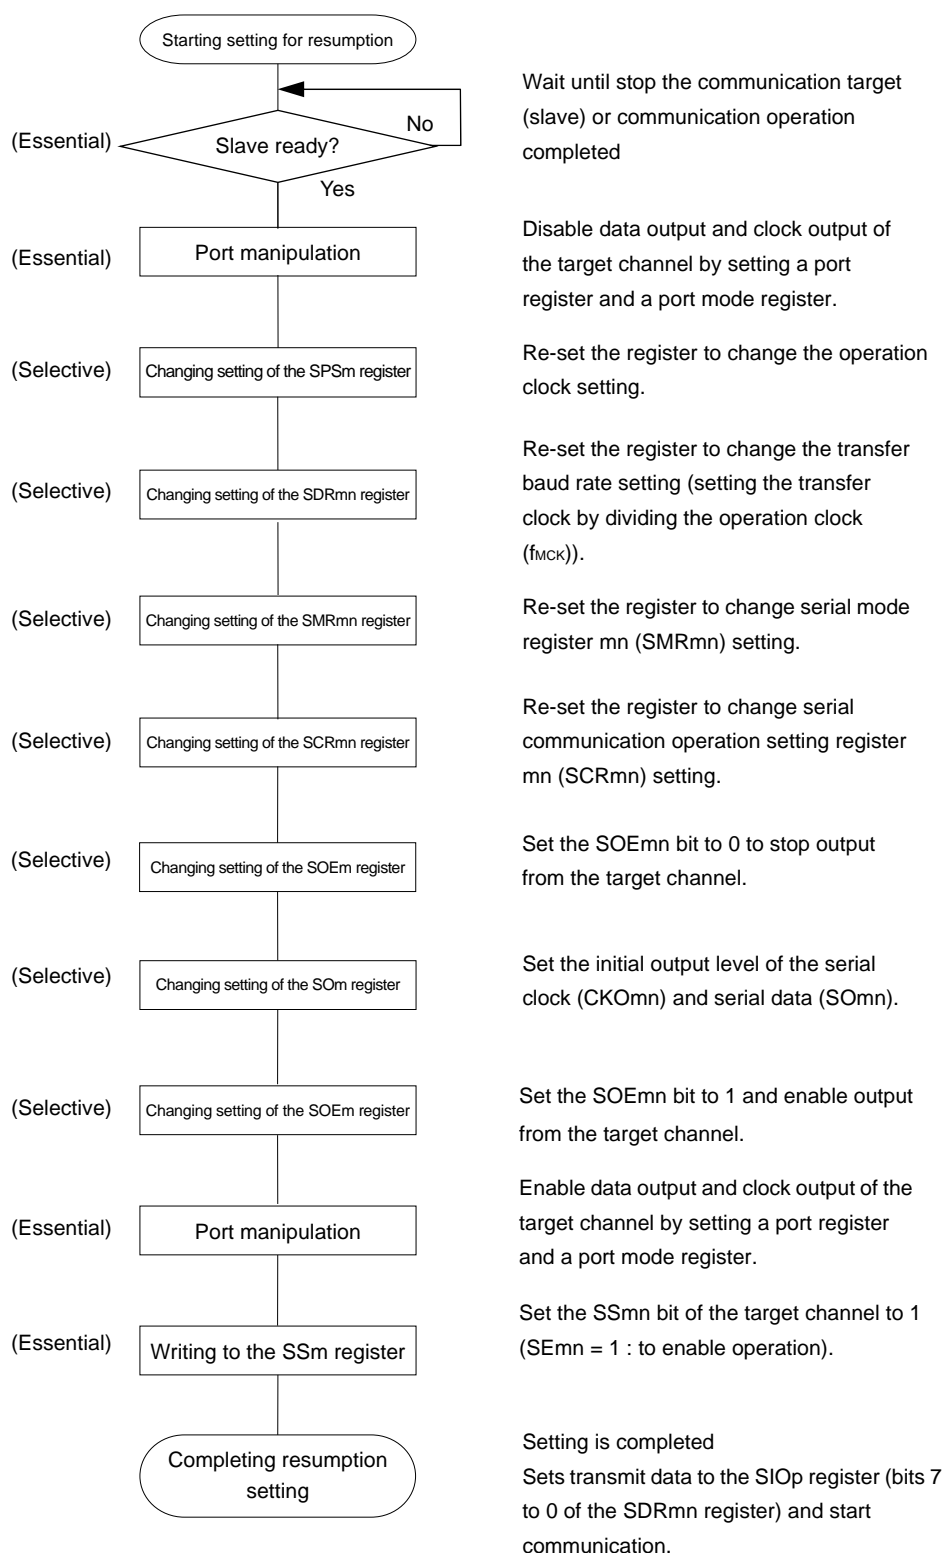 Starting setting for resumption
Wait until stop the communication target
(slave) or communication operation
completed
(Essential)
Slave ready?
No
Yes
(Essential)
Port manipulation
Disable data output and clock output of
the target channel by setting a port
register and a port mode register.
(Selective)
Changing setting of the SPSm register
Re-set the register to change the operation
clock setting.
(Selective)
Changing setting of the SDRmn register
Re-set the register to change the transfer
baud rate setting (setting the transfer
clock by dividing the operation clock
(fMCK)).
(Selective)
Changing setting of the SMRmn register
Re-set the register to change serial mode
register mn (SMRmn) setting.
(Selective)
Changing setting of the SCRmn register
Re-set the register to change serial
communication operation setting register
mn (SCRmn) setting.
(Selective)
Changing setting of the SOEm register
Set the SOEmn bit to 0 to stop output
from the target channel.
(Selective)
Changing setting of the SOm register
Set the initial output level of the serial
clock (CKOmn) and serial data (SOmn).
(Selective)
Changing setting of the SOEm register
Set the SOEmn bit to 1 and enable output
from the target channel.
(Essential)
Port manipulation
Enable data output and clock output of the
target channel by setting a port register
and a port mode register.
(Essential)
Writing to the SSm register
Set the SSmn bit of the target channel to 1
(SEmn = 1 : to enable operation).
Completing resumption
setting
Setting is completed
Sets transmit data to the SIOp register (bits 7
to 0 of the SDRmn register) and start
communication.